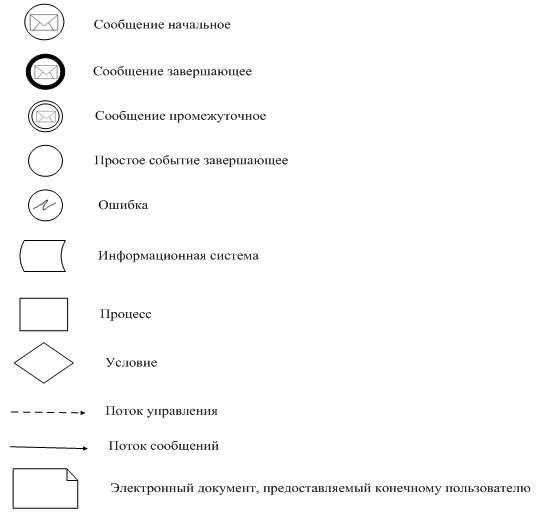 Сообщение начальное
Сообщение завершающее
Сообщение промежуточное
Простое событие завершающее
Ошибка
Информационная система
Процесс
Условие
Поток управления
Поток сообщений
Электронный документ, предоставляемый конечному пользователю